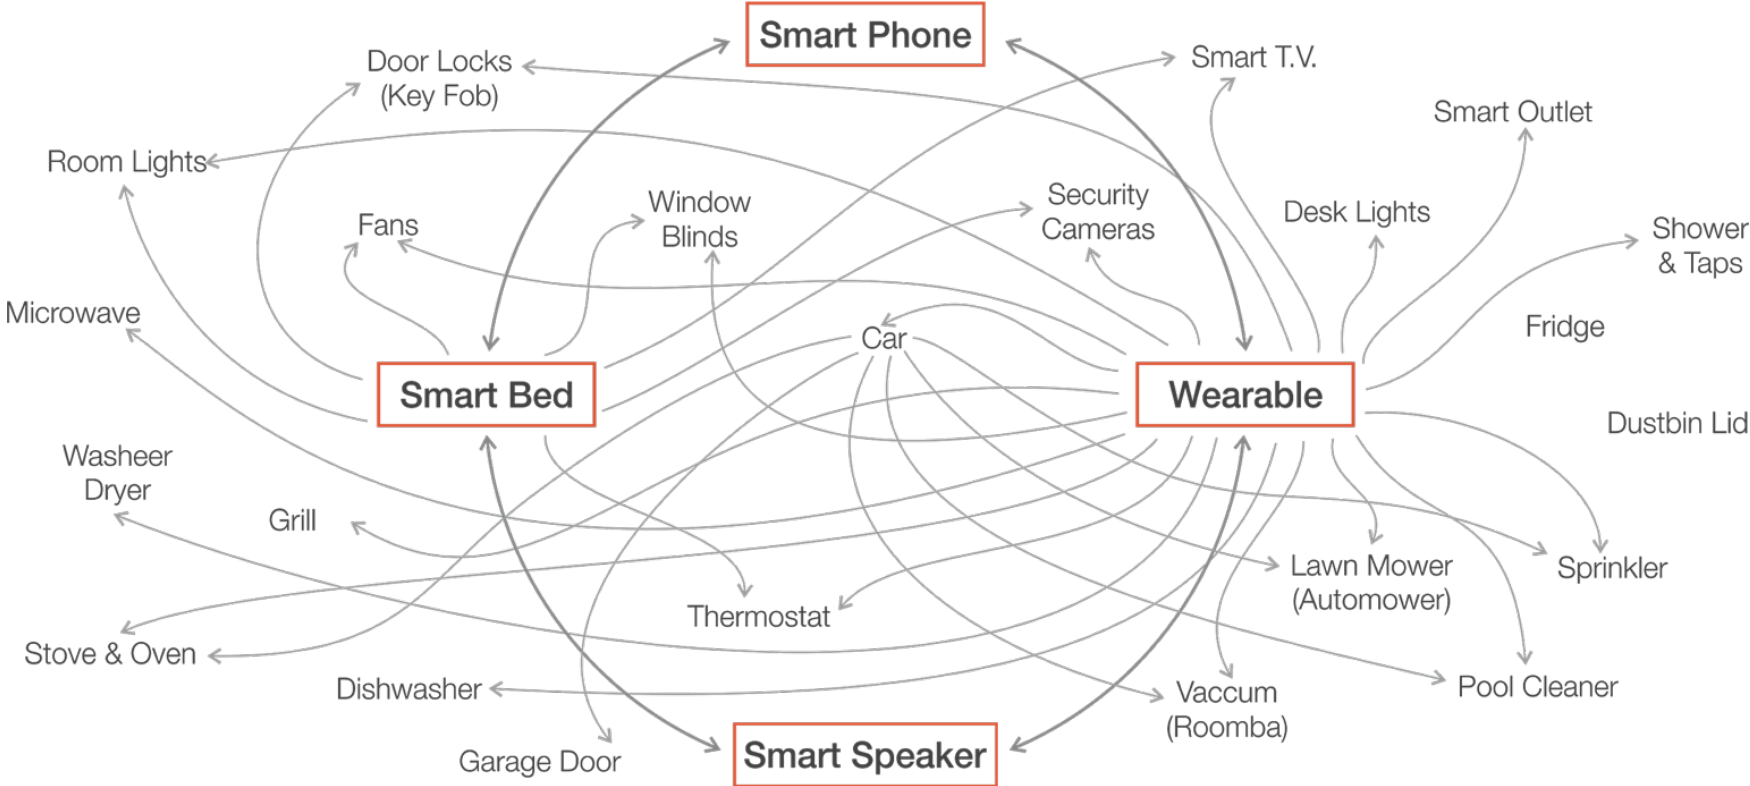 Smart Phone
Door Locks
(Key Fob)
Smart T.V.
Smart Outlet
Room Lights
Fans
Window
Blinds
Security
Cameras
Desk Lights
Shower
& Taps
Microwave
Car
Fridge
Smart Bed
Wearable
Dustbin Lid
Washeer
Dryer
Grill
Thermostat
Lawn Mower
(Automower)
Sprinkler
Stove & Oven
Dishwasher
Vaccum
(Roomba)
Pool Cleaner
Garage Door
Smart Speaker